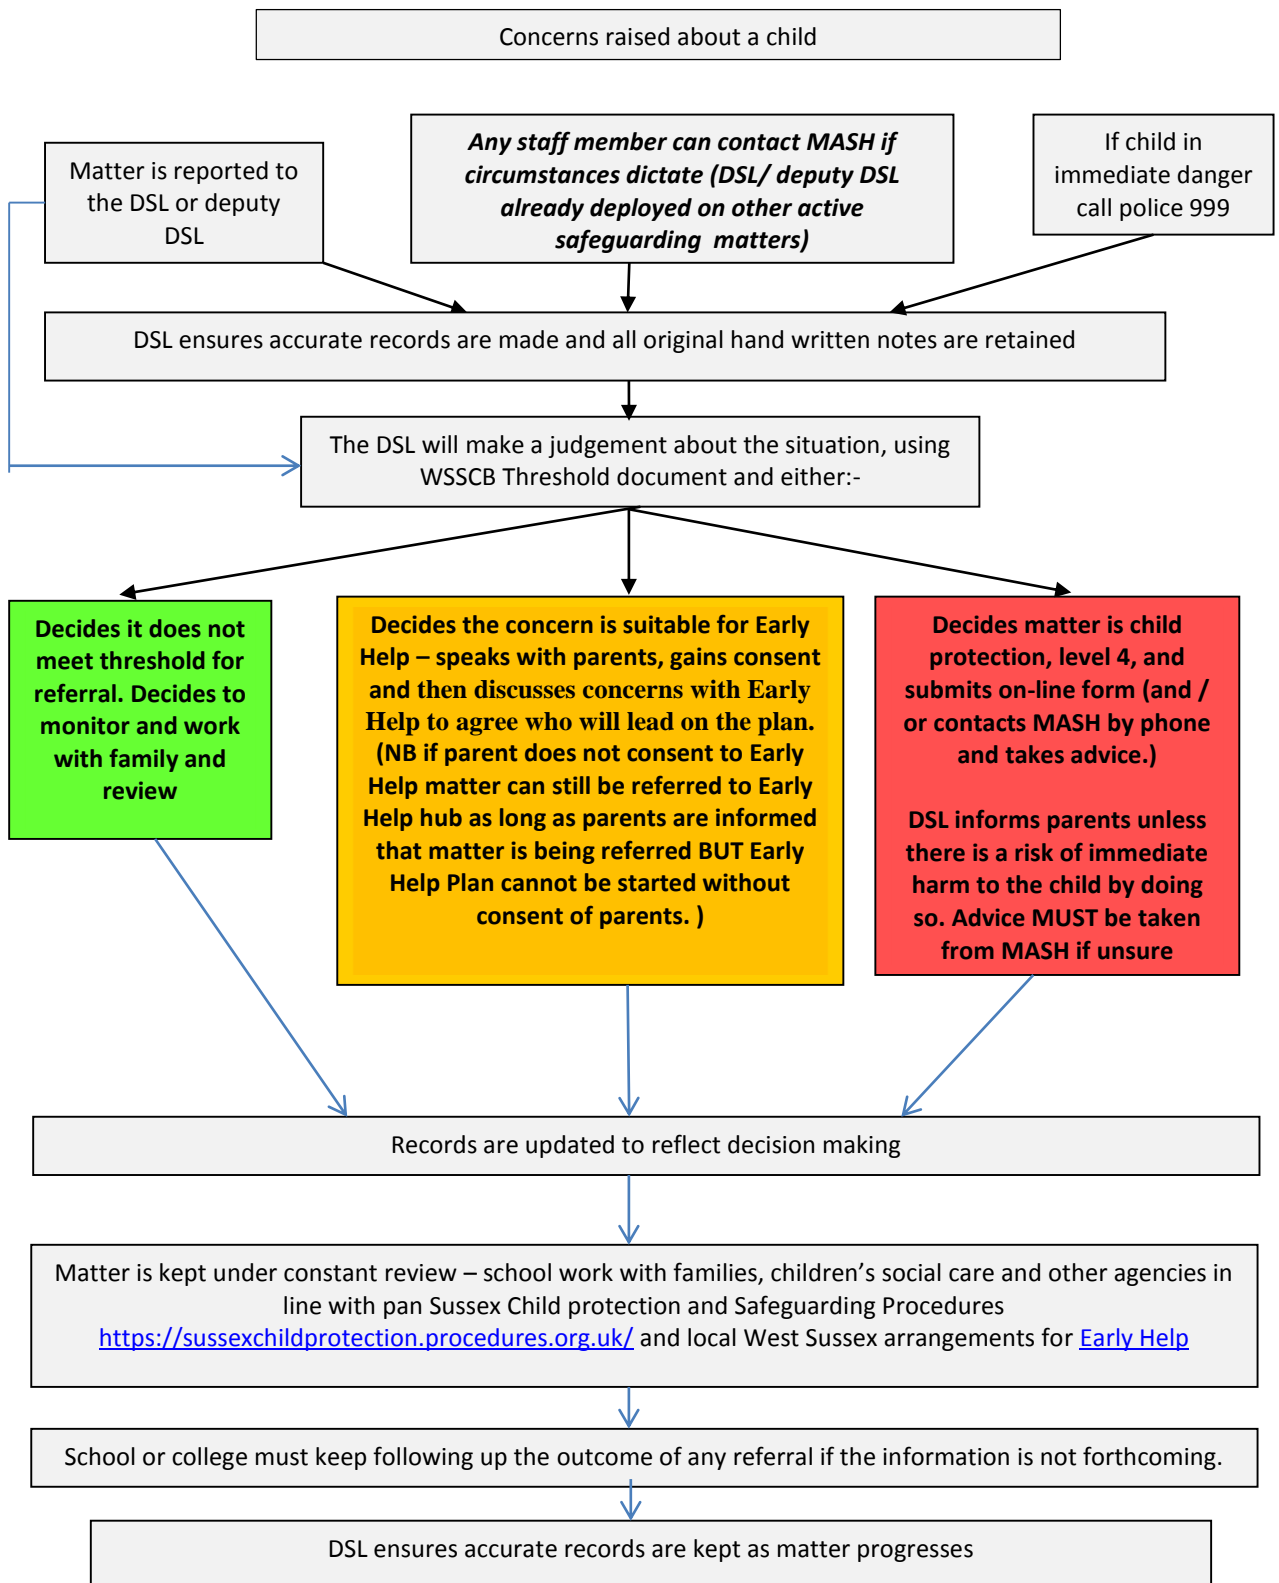 Concerns raised about a child
Matter is reported to
the DSL or deputy
DSL
Any staff member can contact MASH if
circumstances dictate (DSL/ deputy DSL
already deployed on other active
safeguarding matters)
If child in
immediate danger
call police 999
DSL ensures accurate records are made and all original hand written notes are retained
The DSL will make a judgement about the situation, using
WSSCB Threshold document and either:-
Decides it does not
meet threshold for
referral. Decides to
monitor and work
with family and
review
Decides the concern is suitable for Early
Help – speaks with parents, gains consent
and then discusses concerns with Early
Help to agree who will lead on the plan.
(NB if parent does not consent to Early
Help matter can still be referred to Early
Help hub as long as parents are informed
that matter is being referred BUT Early
Help Plan cannot be started without
consent of parents. )
Decides matter is child
protection, level 4, and
submits on-line form (and /
or contacts MASH by phone
and takes advice.)
DSL informs parents unless
there is a risk of immediate
harm to the child by doing
so. Advice MUST be taken
from MASH if unsure
Records are updated to reflect decision making
Matter is kept under constant review – school work with families, children’s social care and other agencies in
line with pan Sussex Child protection and Safeguarding Procedures
https://sussexchildprotection.procedures.org.uk/ and local West Sussex arrangements for Early Help
School or college must keep following up the outcome of any referral if the information is not forthcoming.
DSL ensures accurate records are kept as matter progresses